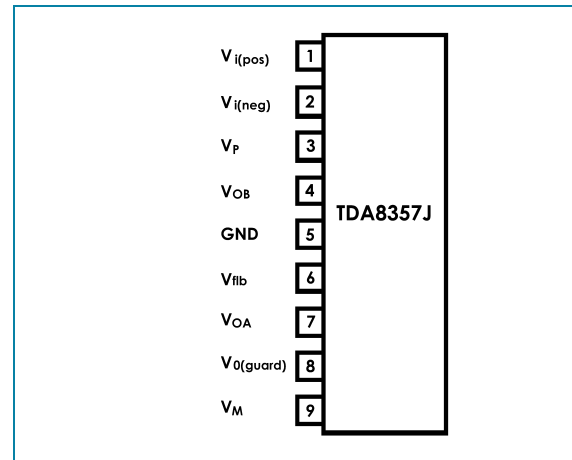 Vi(pos) 1
Vi(neg) 2
VP 3
VOB 4
TDA8357J
GND 5
Vflb 6
VOA 7
V0(guard) 8
VM 9